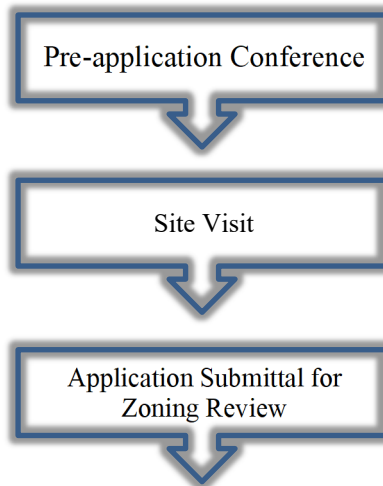 Pre-application Conference
Site Visit
Application Submittal for
Zoning Review